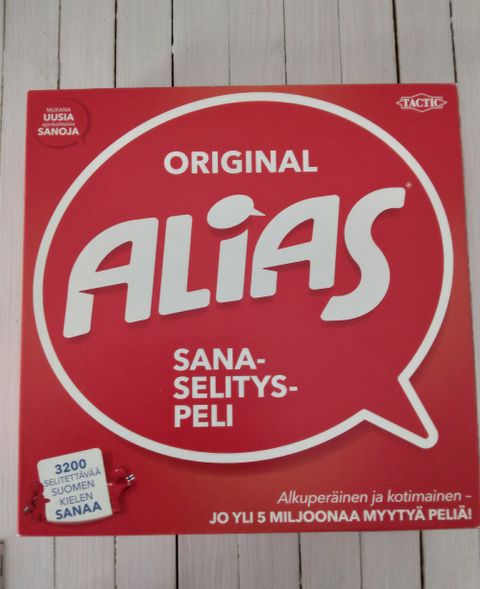 MUKANA
UUSIA
ajankohtaisia
SANOJA
TACTIC
ORIGINAL
ALiAS®
SANA-
SELITYS-
PELI
3200
SELITETTÄVÄÄ
SUOMEN
KIELEN
SANAA
Alkuperäinen ja kotimainen –
JO YLI 5 MILJOONAA MYYTYÄ PELIÄ!